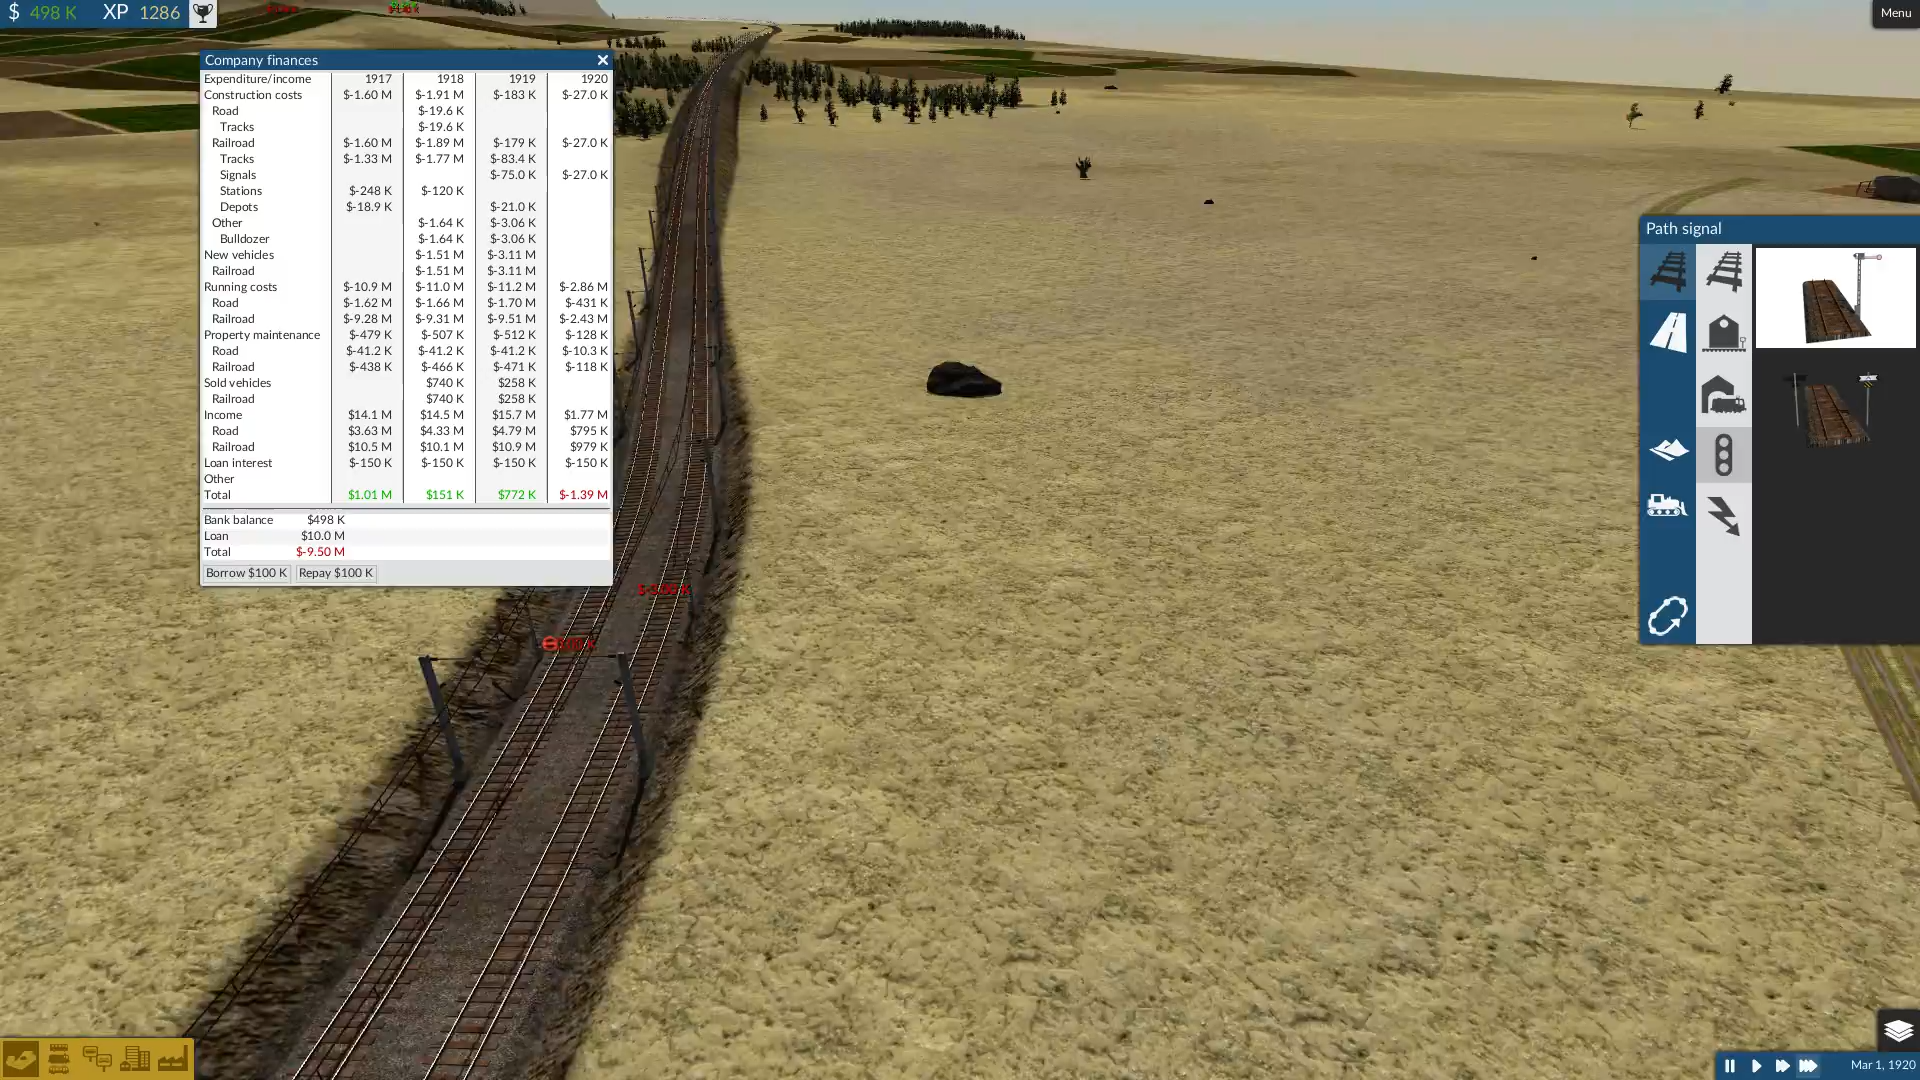 $ 498 K XP 1286
Menu
Company finances
Expenditure/income 1917 1918 1919 1920
Construction costs $-1.60 M $-1.91 M $-183 K $-27.0 K
Road $-19.6 K
Tracks $-19.6 K
Railroad $-1.60 M $-1.89 M $-179 K $-27.0 K
Tracks $-1.33 M $-1.77 M $-83.4 K
Signals $-75.0 K $-27.0 K
Stations $-248 K $-120 K
Depots $-18.9 K $-21.0 K
Other $-1.64 K $-3.06 K
Bulldozer $-1.64 K $-3.06 K
New vehicles $-1.51 M $-3.11 M
Railroad $-1.51 M $-3.11 M
Running costs $-10.9 M $-11.0 M $-11.2 M $-2.86 M
Road $-1.62 M $-1.66 M $-1.70 M $-431 K
Railroad $-9.28 M $-9.31 M $-9.51 M $-2.43 M
Property maintenance $-479 K $-507 K $-512 K $-128 K
Road $-41.2 K $-41.2 K $-41.2 K $-10.3 K
Railroad $-438 K $-466 K $-471 K $-118 K
Sold vehicles $740 K $258 K
Railroad $740 K $258 K
Income $14.1 M $14.5 M $15.7 M $1.77 M
Road $3.63 M $4.33 M $4.79 M $795 K
Railroad $10.5 M $10.1 M $10.9 M $979 K
Loan interest $-150 K $-150 K $-150 K $-150 K
Other
Total $1.01 M $151 K $772 K $-1.39 M
Bank balance $498 K
Loan $10.0 M
Total $-9.50 M
Borrow $100 K Repay $100 K
Path signal
Mar 1, 1920